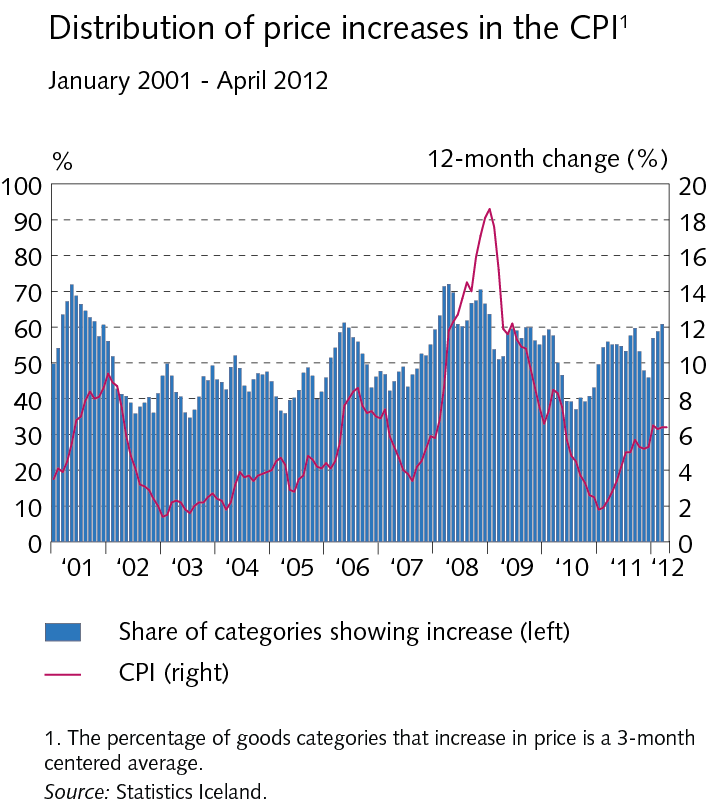 Distribution of price increases in the CPI¹
January 2001 - April 2012
% 12-month change (%)
100 20
90 18
80 16
70 14
60 12
50 10
40 8
30 6
20 4
10 2
0 0
‘01 ‘02 ‘03 ‘04 ‘05 ‘06 ‘07 ‘08 ‘09 ‘10 ‘11 ‘12
Share of categories showing increase (left)
CPI (right)
1. The percentage of goods categories that increase in price is a 3-month
centered average.
Source: Statistics Iceland.